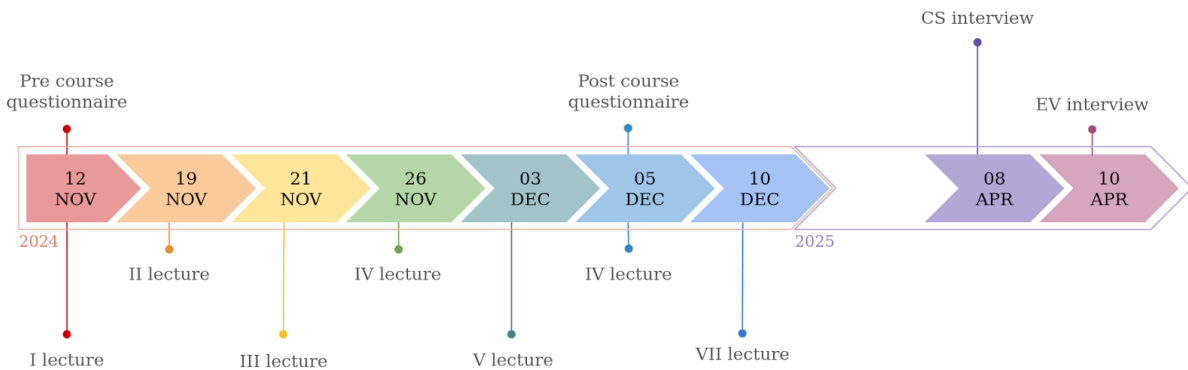 CS interview
Pre course
questionnaire
Post course
questionnaire
EV interview
12
NOV
19
NOV
21
NOV
26
NOV
03
DEC
05
DEC
10
DEC
08
APR
10
APR
2024
2025
II lecture
IV lecture
IV lecture
I lecture
III lecture
V lecture
VII lecture